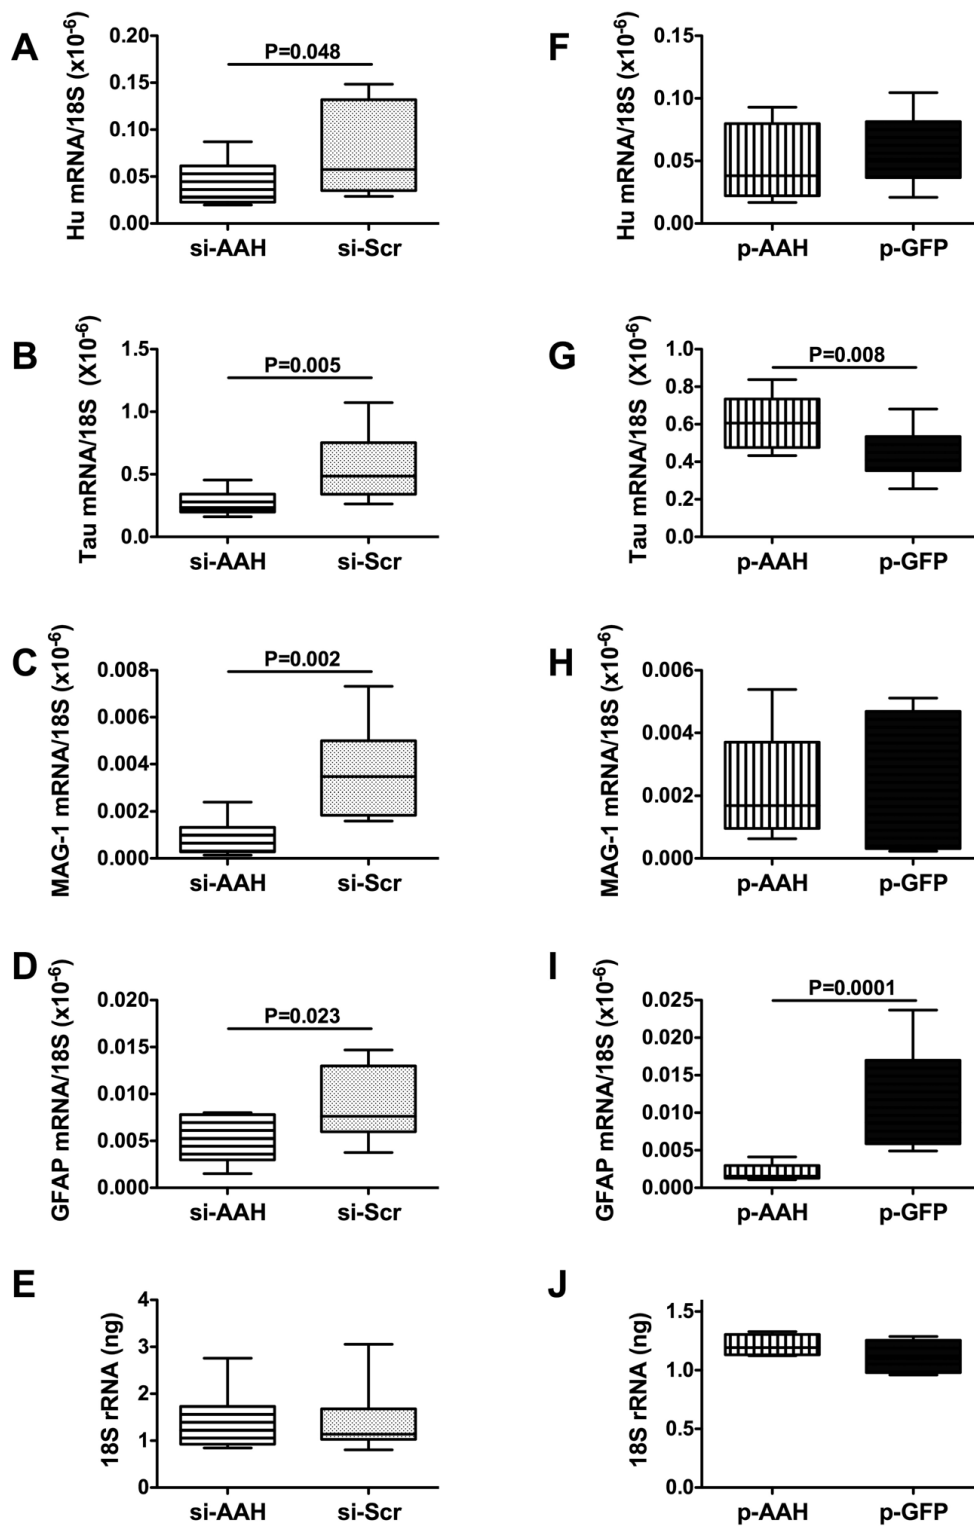 A
Hu mRNA/18S (x10-6)
0.20
0.15
0.10
0.05
0.00
P=0.048
si-AAH
si-Scr
F
Hu mRNA/18S (x10-6)
0.15
0.10
0.05
0.00
p-AAH
p-GFP
B
Tau mRNA/18S (X10-6)
1.5
1.0
0.5
0.0
P=0.005
si-AAH
si-Scr
G
Tau mRNA/18S (X10-6)
1.0
0.8
0.6
0.4
0.2
0.0
P=0.008
p-AAH
p-GFP
C
MAG-1 mRNA/18S (x10-6)
0.008
0.006
0.004
0.002
0.000
P=0.002
si-AAH
si-Scr
H
MAG-1 mRNA/18S (x10-6)
0.006
0.004
0.002
0.000
p-AAH
p-GFP
D
GFAP mRNA/18S (x10-6)
0.020
0.015
0.010
0.005
0.000
P=0.023
si-AAH
si-Scr
I
GFAP mRNA/18S (x10-6)
0.025
0.020
0.015
0.010
0.005
0.000
P=0.0001
p-AAH
p-GFP
E
18S rRNA (ng)
4
3
2
1
0
si-AAH
si-Scr
J
18S rRNA (ng)
1.5
1.0
0.5
0.0
p-AAH
p-GFP